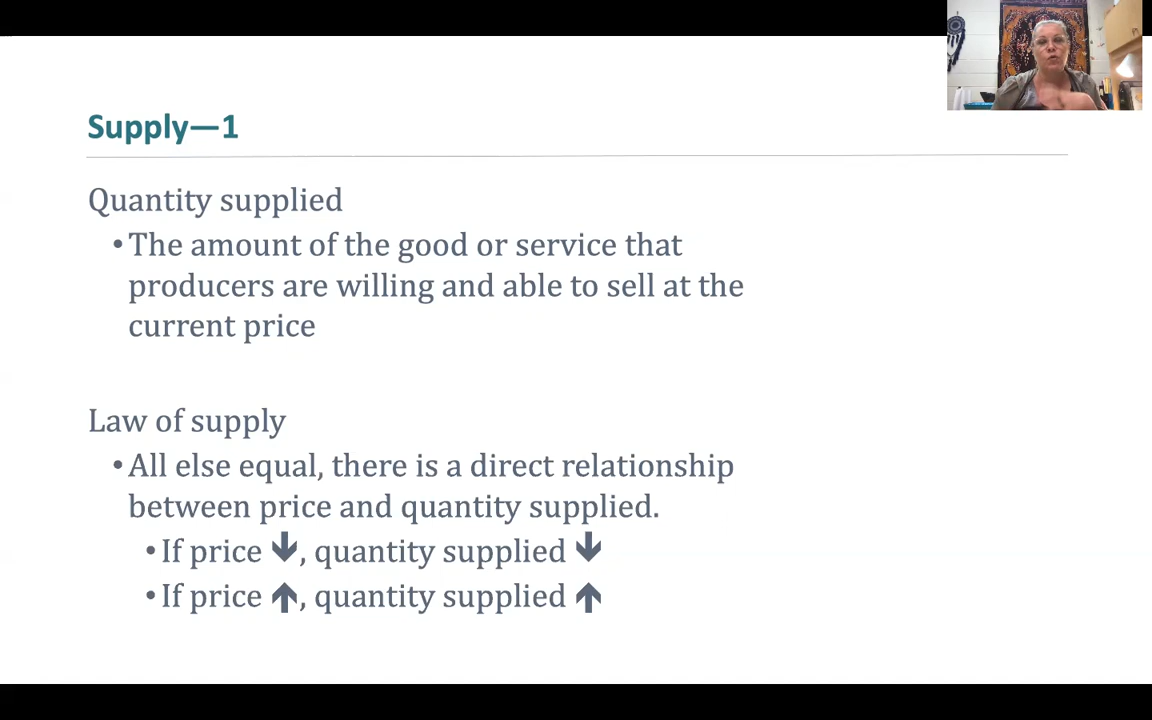 Supply—1
Quantity supplied
•The amount of the good or service that
producers are willing and able to sell at the
current price
Law of supply
•All else equal, there is a direct relationship
between price and quantity supplied.
•If price 🡇, quantity supplied 🡇
•If price 🡅, quantity supplied 🡅